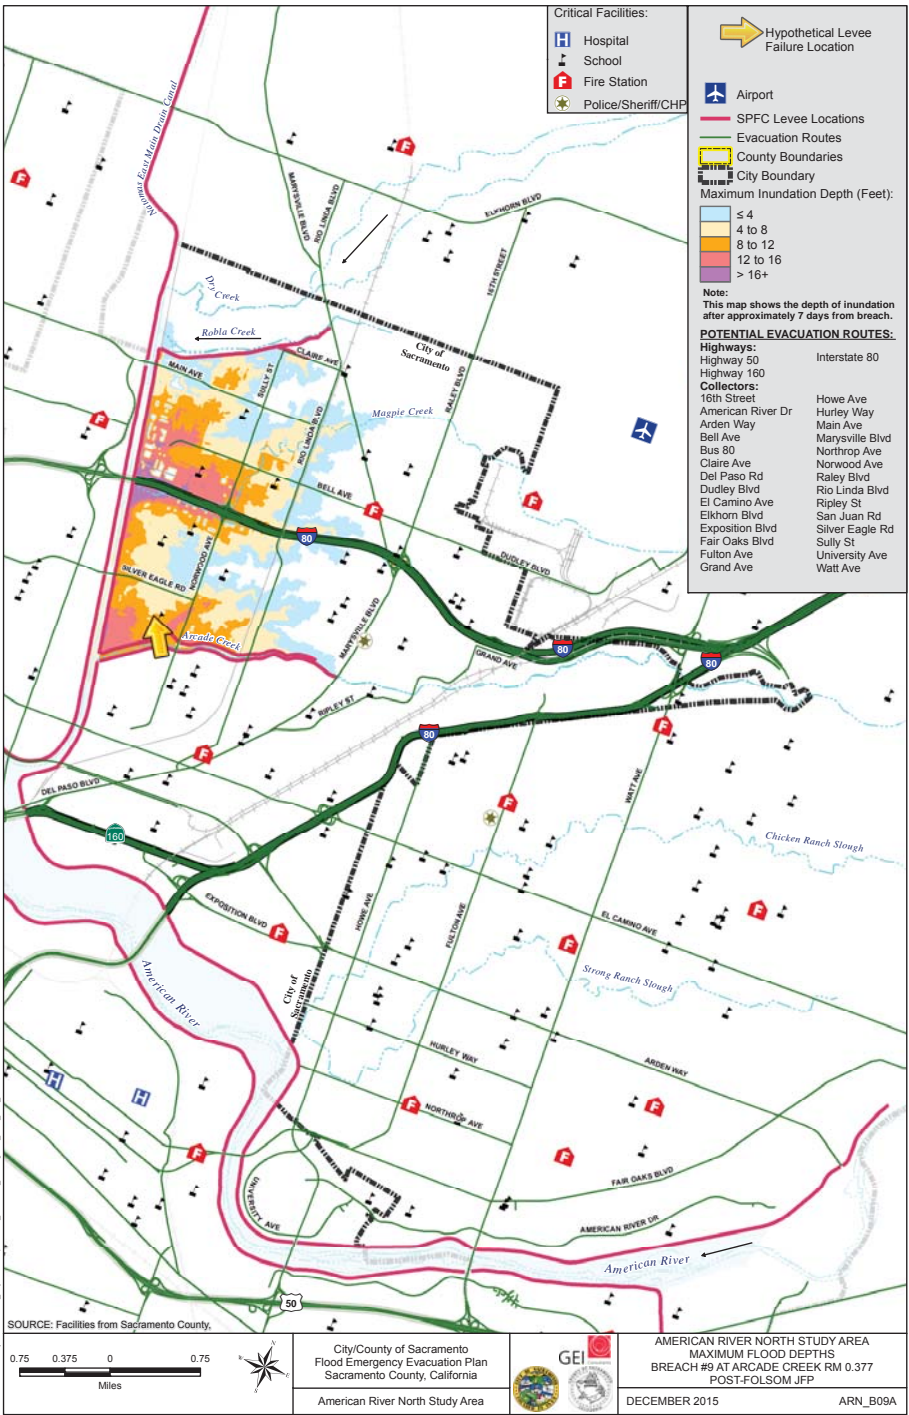 Critical Facilities:
H Hospital
School
F Fire Station
Police/Sheriff/CHP
Hypothetical Levee
Failure Location
Airport
SPFC Levee Locations
Evacuation Routes
County Boundaries
City Boundary
Maximum Inundation Depth (Feet):
≤ 4
4 to 8
8 to 12
12 to 16
> 16+
Note:
This map shows the depth of inundation
after approximately 7 days from breach.
POTENTIAL EVACUATION ROUTES:
Highways:
Highway 50
Interstate 80
Highway 160
Collectors:
16th Street
Howe Ave
American River Dr
Hurley Way
Arden Way
Main Ave
Bell Ave
Marysville Blvd
Bus 80
Northrop Ave
Claire Ave
Norwood Ave
Del Paso Rd
Raley Blvd
Dudley Blvd
Rio Linda Blvd
El Camino Ave
Ripley St
Elkhorn Blvd
San Juan Rd
Exposition Blvd
Silver Eagle Rd
Fair Oaks Blvd
Sully St
Fulton Ave
University Ave
Grand Ave
Watt Ave
Natomas East Main Drain Canal
MARYSVILLE BLVD
RIO LINDA BLVD
ELKHORN BLVD
16TH STREET
Dry Creek
Robla Creek
CLAIRE AVE
City of
Sacramento
MAIN AVE
SULLY ST
RALEY BLVD
Magpie Creek
RIO LINDA BLVD
BELL AVE
80
DUDLEY BLVD
NORWOOD AVE
SILVER EAGLE RD
Arcade Creek
MARYSVILLE BLVD
GRAND AVE
80
80
RIPLEY ST
80
DEL PASO BLVD
WATT AVE
160
Chicken Ranch Slough
EXPOSITION BLVD
HOWE AVE
FULTON AVE
EL CAMINO AVE
American River
City of
Sacramento
Strong Ranch Slough
HURLEY WAY
ARDEN WAY
H
H
NORTHROP AVE
UNIVERSITY AVE
FAIR OAKS BLVD
AMERICAN RIVER DR
American River
50
SOURCE: Facilities from Sacramento County,
0.75 0.375 0 0.75
Miles
N
E
S
W
City/County of Sacramento
Flood Emergency Evacuation Plan
Sacramento County, California
American River North Study Area
GEI
Consultants
AMERICAN RIVER NORTH STUDY AREA
MAXIMUM FLOOD DEPTHS
BREACH #9 AT ARCADE CREEK RM 0.377
POST-FOLSOM JFP
DECEMBER 2015
ARN_B09A